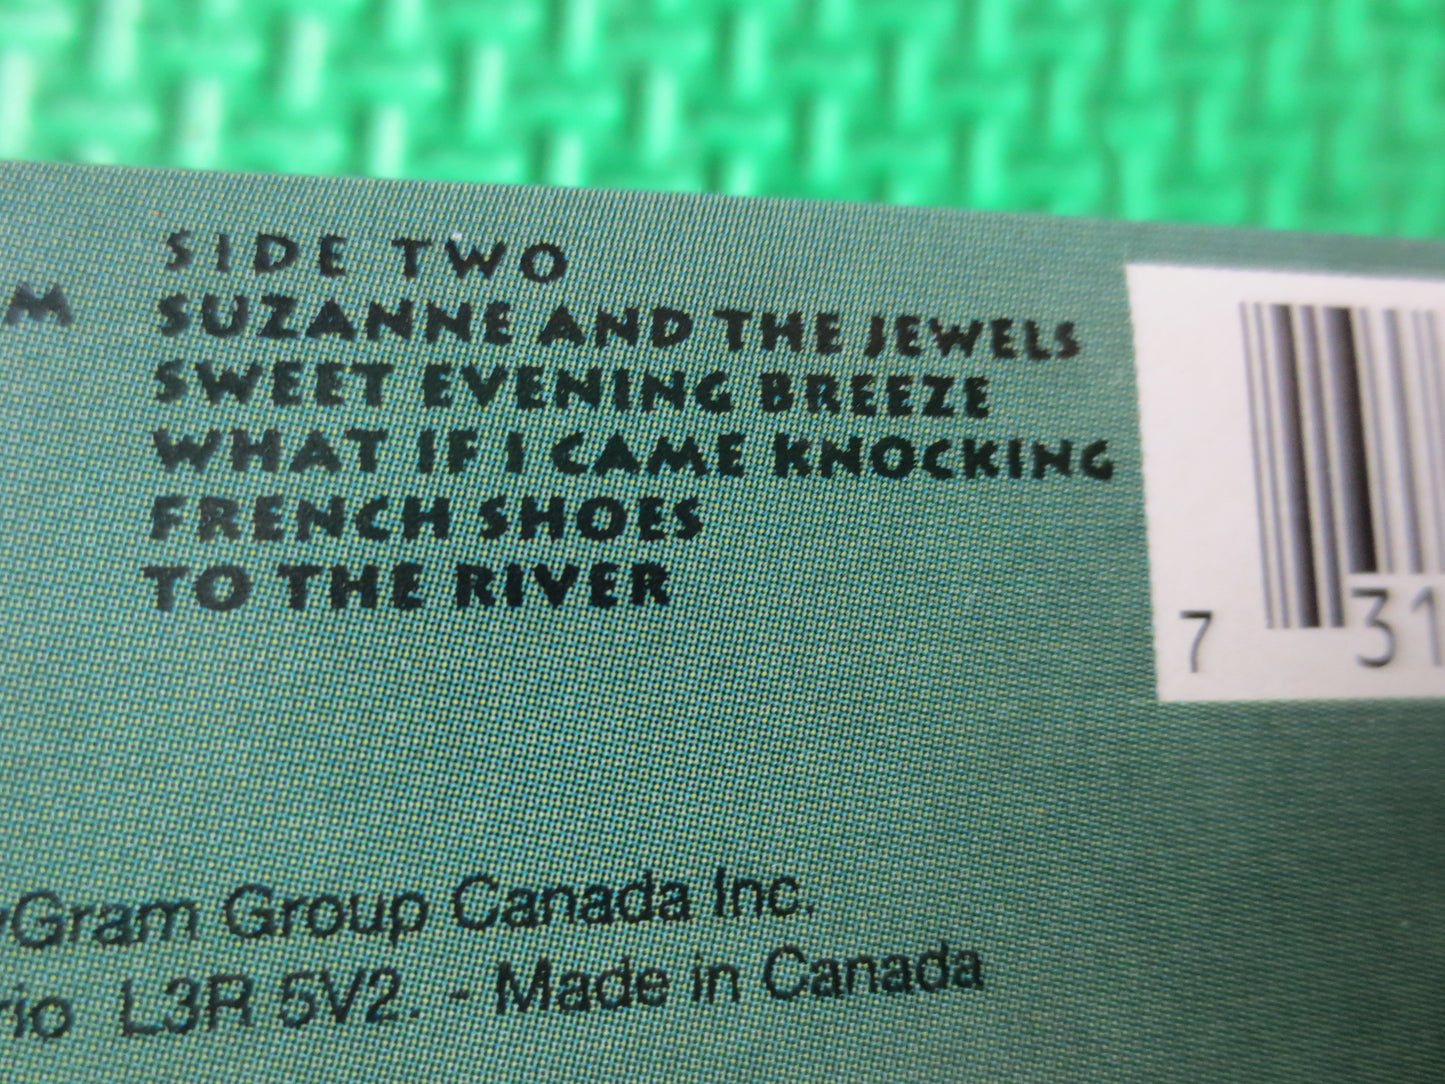 SIDE TWO
M SUZANNE AND THE JEWELS
SWEET EVENING BREEZE
WHAT IF I CAME KNOCKING
FRENCH SHOES
TO THE RIVER
7 31
yGram Group Canada Inc.
rio L3R 5V2. - Made in Canada